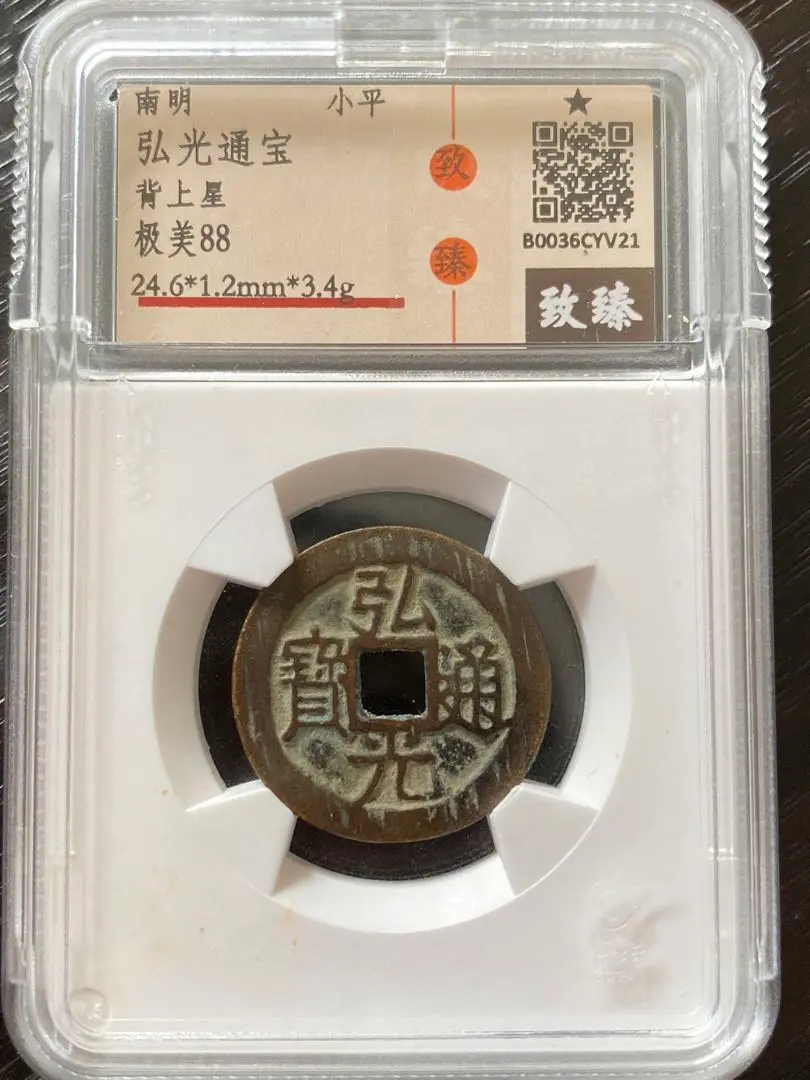 南明 小平
弘光通宝
背上星
极美88
24.6*1.2mm*3.4g
致
臻
★
B0036CYV21
致臻
弘光通寶